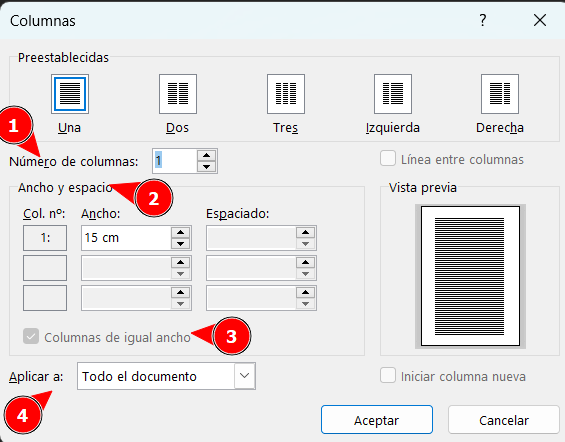 Columnas ? ×
Preestablecidas
Una Dos Tres Izquierda Derecha
1
Número de columnas: 1 Línea entre columnas
Ancho y espacio 2 Vista previa
Col. nº: Ancho: Espaciado:
1: 15 cm
Columnas de igual ancho 3
Aplicar a: Todo el documento Iniciar columna nueva
4
Aceptar Cancelar